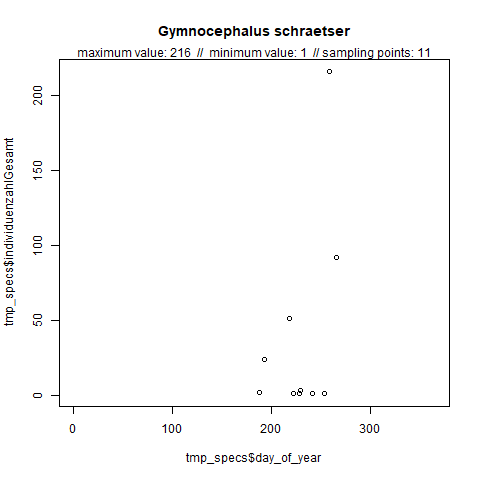 Gymnocephalus schraetser
maximum value: 216 // minimum value: 1 // sampling points: 11
tmp_specs$individuenzahlGesamt
200
150
100
50
0
0 100 200 300
tmp_specs$day_of_year